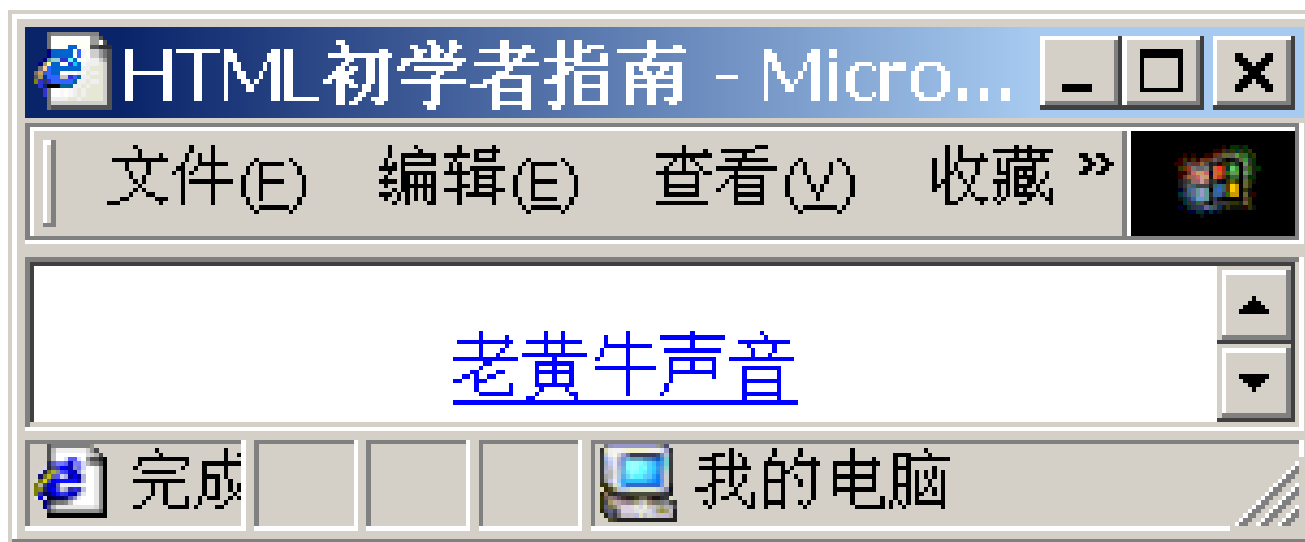 HTML初学者指南 - Micro...
文件(F) 编辑(E) 查看(V) 收藏 »
老黄牛声音
完成 我的电脑